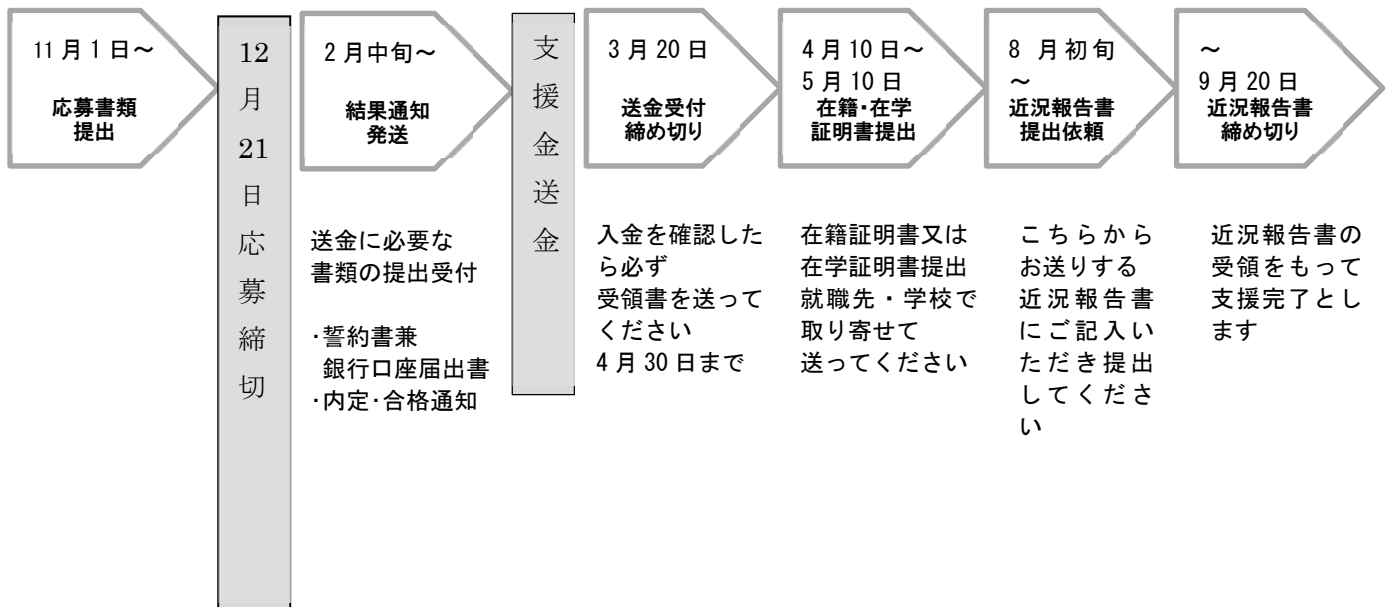 11月1日～
応募書類
提出
12月21日応募締切
2月中旬～
結果通知
発送
送金に必要な
書類の提出受付
・誓約書兼
銀行口座届出書
・内定・合格通知
支援金送金
3月20日
送金受付
締め切り
入金を確認した
ら必ず
受領書を送って
ください
4月30日まで
4月10日～
5月10日
在籍・在学
証明書提出
在籍証明書又は
在学証明書提出
就職先・学校で
取り寄せて
送ってください
8 月初旬
～
近況報告書
提出依頼
こちらから
お送りする
近況報告書
にご記入い
ただき提出
してくださ
い
～
9月20日
近況報告書
締め切り
近況報告書の
受領をもって
支援完了とし
ます